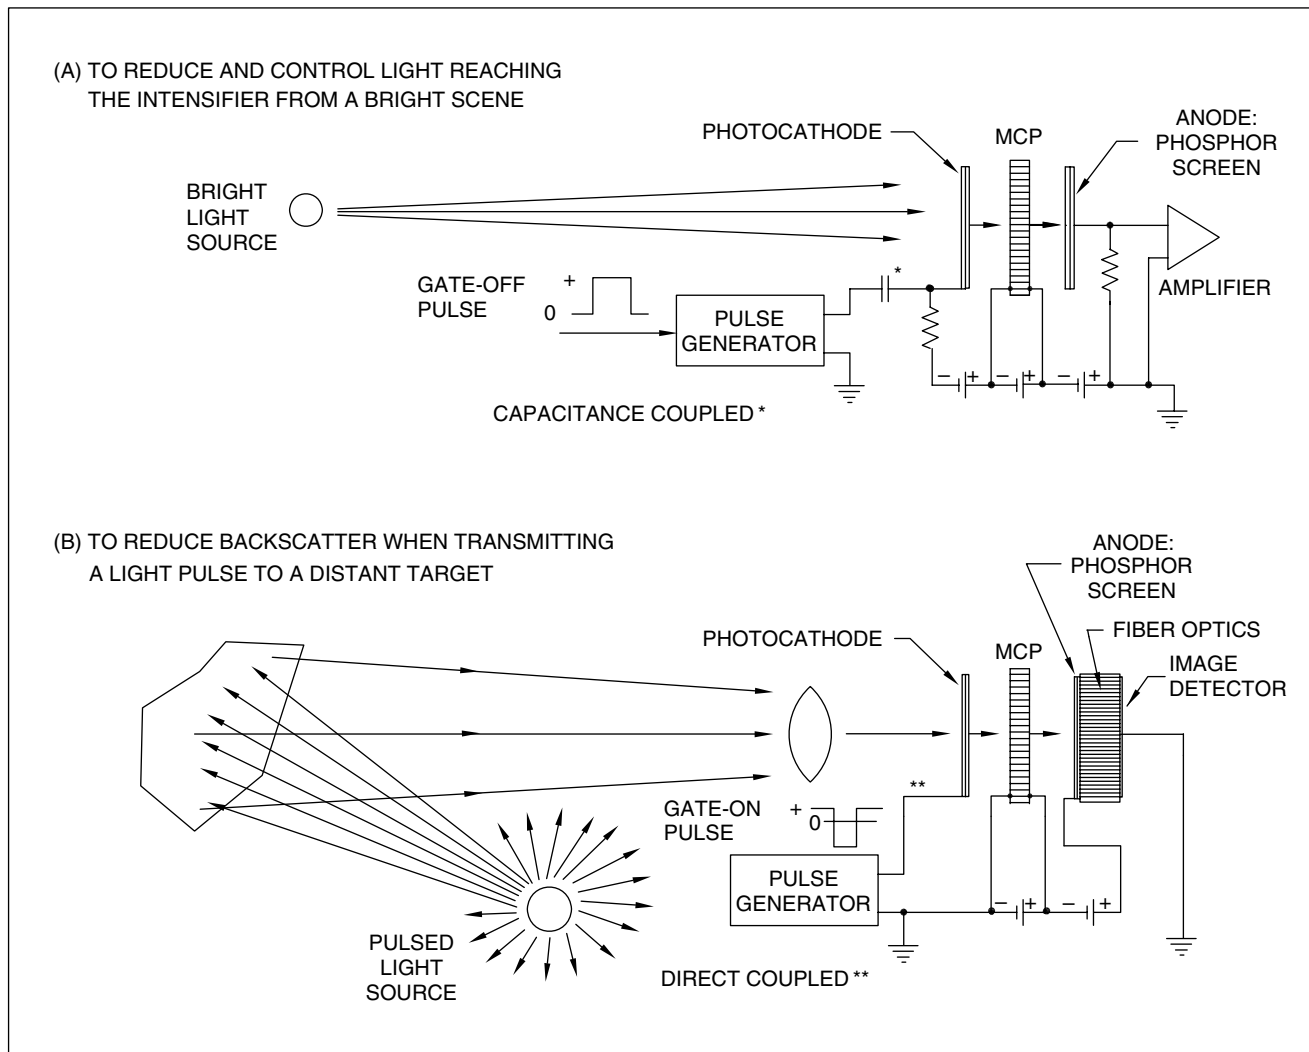 (A) TO REDUCE AND CONTROL LIGHT REACHING
THE INTENSIFIER FROM A BRIGHT SCENE
PHOTOCATHODE
MCP
ANODE:
PHOSPHOR
SCREEN
BRIGHT
LIGHT
SOURCE
GATE-OFF
PULSE
+
0
PULSE
GENERATOR
*
AMPLIFIER
− + − + − +
CAPACITANCE COUPLED *
(B) TO REDUCE BACKSCATTER WHEN TRANSMITTING
A LIGHT PULSE TO A DISTANT TARGET
ANODE:
PHOSPHOR
SCREEN
PHOTOCATHODE
MCP
FIBER OPTICS
IMAGE
DETECTOR
**
GATE-ON
PULSE
+
0
PULSE
GENERATOR
− + − +
PULSED
LIGHT
SOURCE
DIRECT COUPLED **